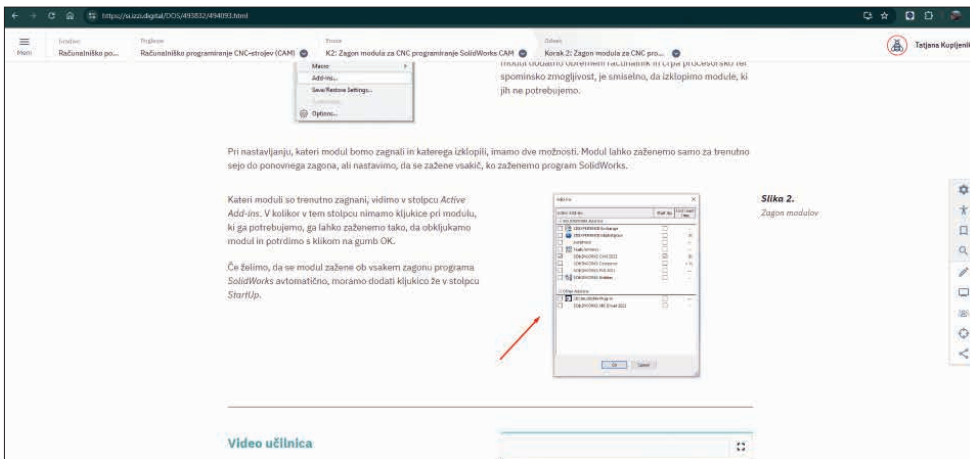 https://si.izzi.digital/DOS/493832/494093.html
Meni
Računalniško po...
Poglavje
Računalniško programiranje CNC-strojev (CAM)
K2: Zagon modula za CNC programiranje SolidWorks CAM
Korak 2: Zagon modula za CNC pro...
Tatjana Kupljenik
Macro
Add-Ins...
Save/Restore Settings...
Options...
modul dodatno obremeni računalnik in črpa procesorsko ter
spominsko zmogljivost, je smiselno, da izklopimo module, ki
jih ne potrebujemo.
Pri nastavljanju, kateri modul bomo zagnali in katerega izklopili, imamo dve možnosti. Modul lahko zaženemo samo za trenutno
sejo do ponovnega zagona, ali nastavimo, da se zažene vsakič, ko zaženemo program SolidWorks.
Kateri moduli so trenutno zagnani, vidimo v stolpcu Active
Add-ins. V kolikor v tem stolpcu nimamo kljukice pri modulu,
ki ga potrebujemo, ga lahko zaženemo tako, da obkljukamo
modul in potrdimo s klikom na gumb OK.
Če želimo, da se modul zažene ob vsakem zagonu programa
SolidWorks avtomatično, moramo dodati kljukico že v stolpcu
StartUp.
Slika 2.
Zagon modulov
Video učilnica